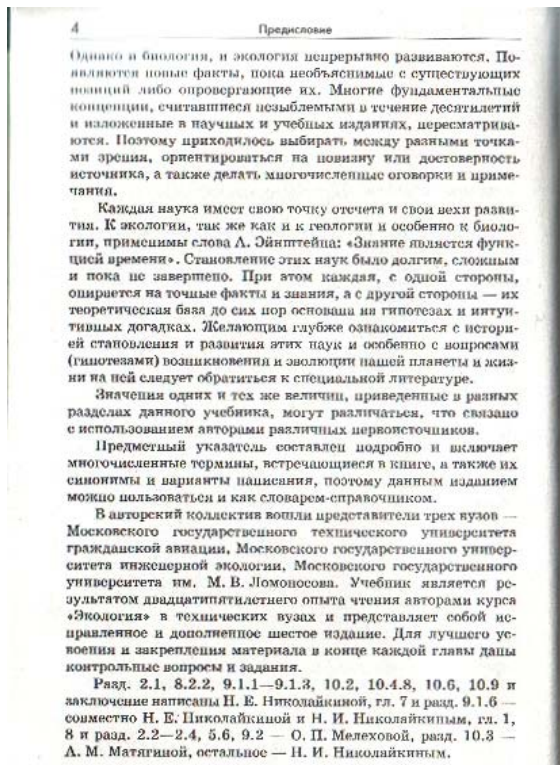 4
Предисловие
Однако и биология, и экология непрерывно развиваются. По-
являются новые факты, пока необъяснимые с существующих
позиций либо опровергающие их. Многие фундаментальные
концепции, считавшиеся незыблемыми в течение десятилетий
и изложенные в научных и учебных изданиях, пересматрива-
ются. Поэтому приходилось выбирать между разными точка-
ми зрения, ориентироваться на новизну или достоверность
источника, а также делать многочисленные оговорки и приме-
чания.
Каждая наука имеет свою точку отсчета и свои вехи разви-
тия. К экологии, так же как и к геологии и особенно к биоло-
гии, применимы слова А. Эйнштейна: «Знание является функ-
цией времени». Становление этих наук было долгим, сложным
и пока не завершено. При этом каждая, с одной стороны,
опирается на точные факты и знания, а с другой стороны — их
теоретическая база до сих пор основана на гипотезах и интуи-
тивных догадках. Желающим глубже ознакомиться с истори-
ей становления и развития этих наук и особенно с вопросами
(гипотезами) возникновения и эволюции нашей планеты и жиз-
ни на ней следует обратиться к специальной литературе.
Значения одних и тех же величин, приведенные в разных
разделах данного учебника, могут различаться, что связано
с использованием авторами различных первоисточников.
Предметный указатель составлен подробно и включает
многочисленные термины, встречающиеся в книге, а также их
синонимы и варианты написания, поэтому данным изданием
можно пользоваться и как словарем-справочником.
В авторский коллектив вошли представители трех вузов —
Московского государственного технического университета
гражданской авиации, Московского государственного универ-
ситета инженерной экологии, Московского государственного
университета им. М. В. Ломоносова. Учебник является ре-
зультатом двадцатипятилетнего опыта чтения авторами курса
«Экология» в технических вузах и представляет собой ис-
правленное и дополненное шестое издание. Для лучшего ус-
воения и закрепления материала в конце каждой главы даны
контрольные вопросы и задания.
Разд. 2.1, 8.2.2, 9.1.1—9.1.3, 10.2, 10.4.8, 10.6, 10.9 и
заключение написаны Н. Е. Николайкиной, гл. 7 и разд. 9.1.6 —
совместно Н. Е. Николайкиной и Н. И. Николайкиным, гл. 1,
8 и разд. 2.2—2.4, 5.6, 9.2 — О. П. Мелеховой, разд. 10.3 —
А. М. Матягиной, остальное — Н. И. Николайкиным.